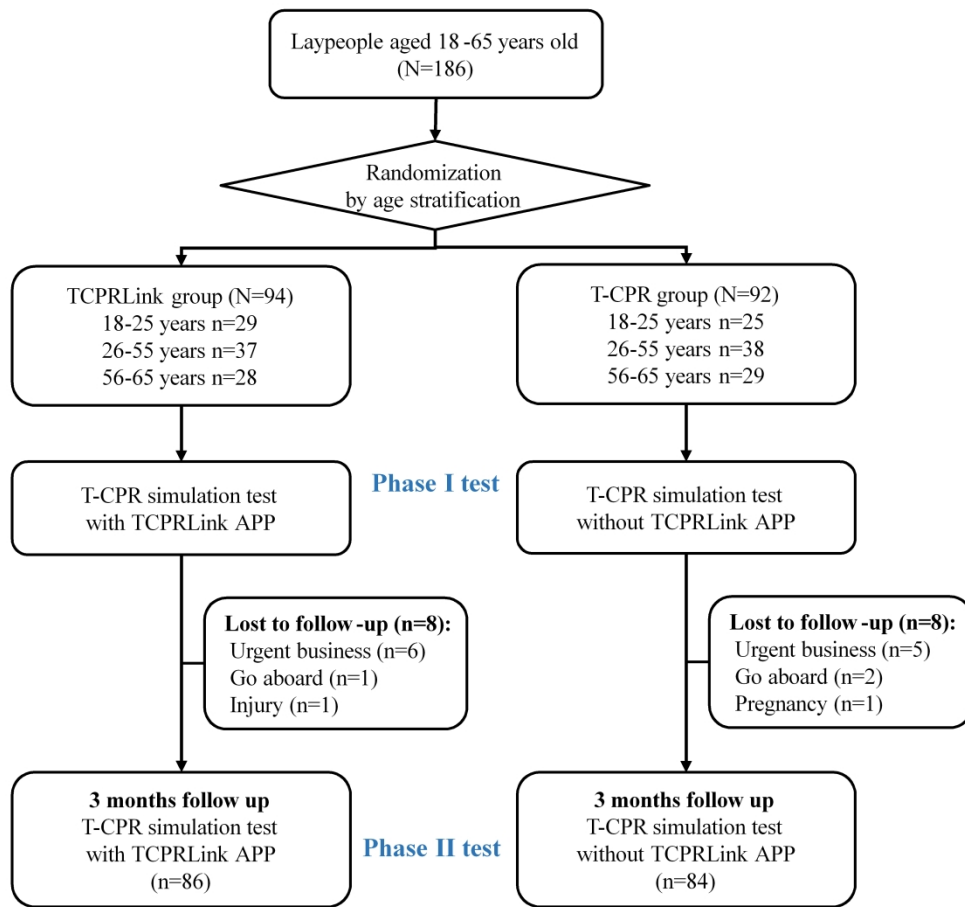 Laypeople aged 18-65 years old
(N=186)
Randomization
by age stratification
TCPRLink group (N=94)
18-25 years n=29
26-55 years n=37
56-65 years n=28
T-CPR group (N=92)
18-25 years n=25
26-55 years n=38
56-65 years n=29
Phase I test
T-CPR simulation test
with TCPRLink APP
T-CPR simulation test
without TCPRLink APP
Lost to follow-up (n=8):
Urgent business (n=6)
Go aboard (n=1)
Injury (n=1)
Lost to follow-up (n=8):
Urgent business (n=5)
Go aboard (n=2)
Pregnancy (n=1)
3 months follow up
T-CPR simulation test
with TCPRLink APP
(n=86)
Phase II test
3 months follow up
T-CPR simulation test
without TCPRLink APP
(n=84)